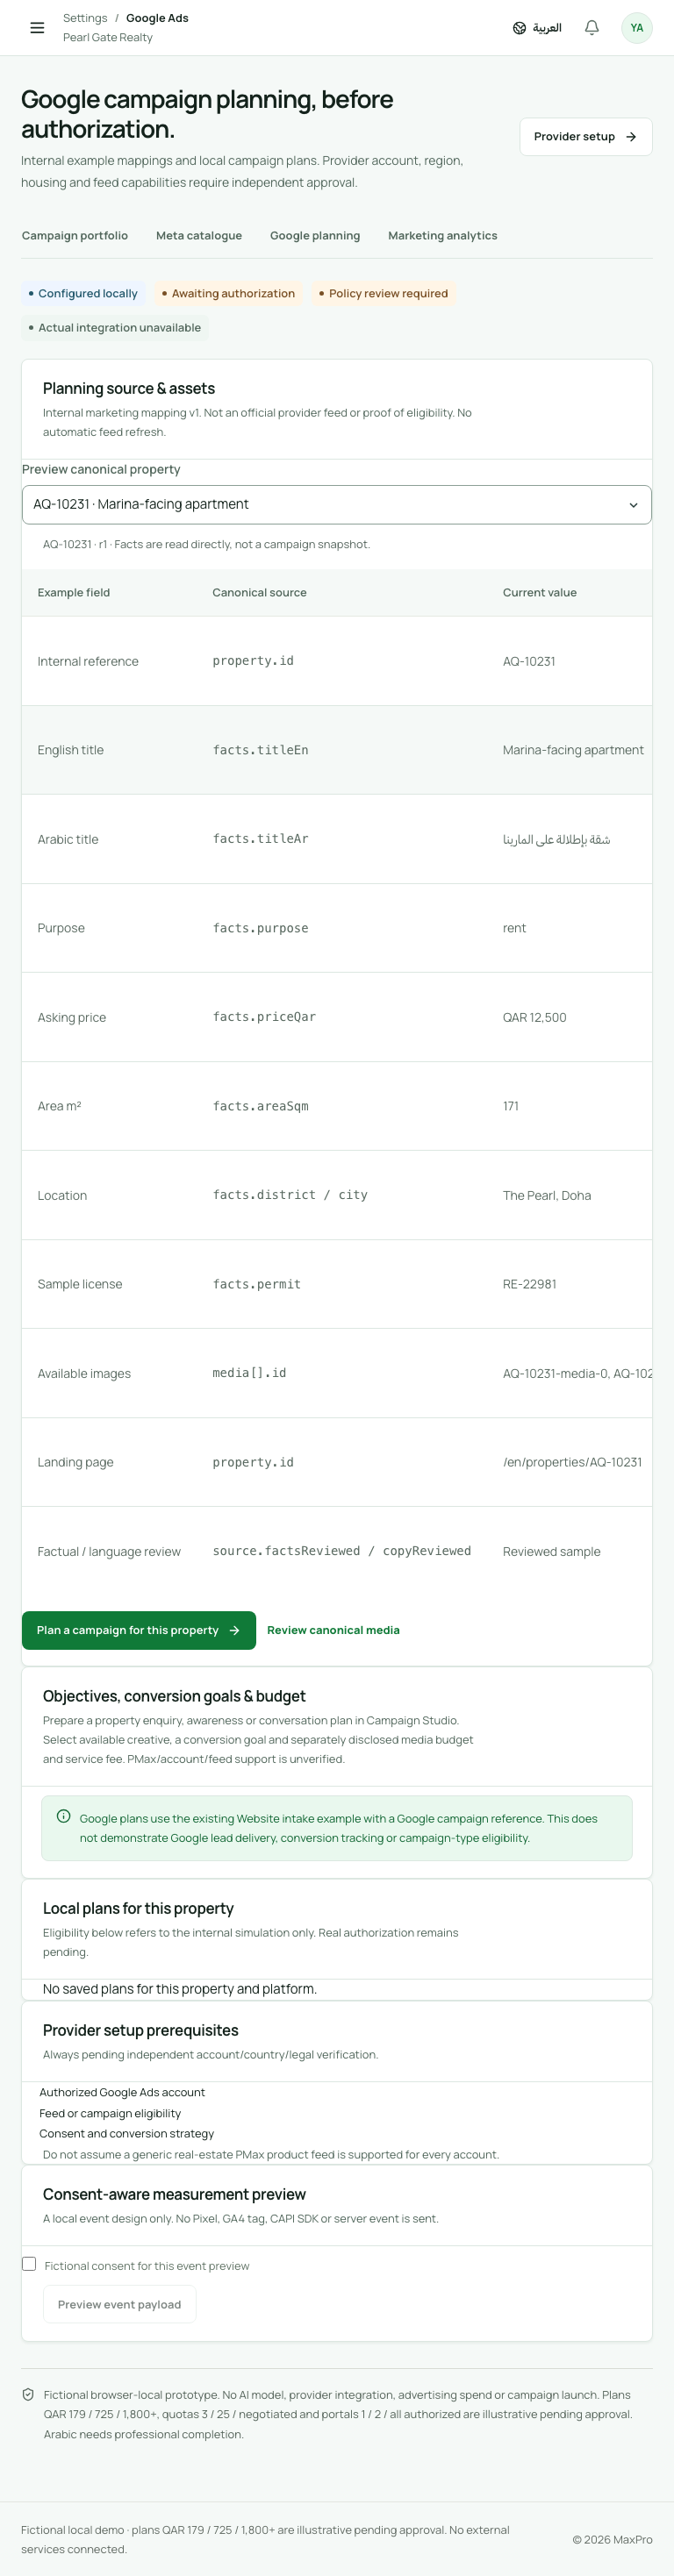 Settings / Google Ads
Pearl Gate Realty
العربية
YA
Google campaign planning, before
authorization.
Internal example mappings and local campaign plans. Provider account, region,
housing and feed capabilities require independent approval.
Provider setup
Campaign portfolio
Meta catalogue
Google planning
Marketing analytics
Configured locally
Awaiting authorization
Policy review required
Actual integration unavailable
Planning source & assets
Internal marketing mapping v1. Not an official provider feed or proof of eligibility. No
automatic feed refresh.
Preview canonical property
AQ-10231 · Marina-facing apartment
AQ-10231 · r1 · Facts are read directly, not a campaign snapshot.
Example field Canonical source Current value
Internal reference property.id AQ-10231
English title facts.titleEn Marina-facing apartment
Arabic title facts.titleAr شقة بإطلالة على المارينا
Purpose facts.purpose rent
Asking price facts.priceQar QAR 12,500
Area m² facts.areaSqm 171
Location facts.district / city The Pearl, Doha
Sample license facts.permit RE-22981
Available images media[].id AQ-10231-media-0, AQ-102
Landing page property.id /en/properties/AQ-10231
Factual / language review source.factsReviewed / copyReviewed Reviewed sample
Plan a campaign for this property
Review canonical media
Objectives, conversion goals & budget
Prepare a property enquiry, awareness or conversation plan in Campaign Studio.
Select available creative, a conversion goal and separately disclosed media budget
and service fee. PMax/account/feed support is unverified.
Google plans use the existing Website intake example with a Google campaign reference. This does
not demonstrate Google lead delivery, conversion tracking or campaign-type eligibility.
Local plans for this property
Eligibility below refers to the internal simulation only. Real authorization remains
pending.
No saved plans for this property and platform.
Provider setup prerequisites
Always pending independent account/country/legal verification.
Authorized Google Ads account
Feed or campaign eligibility
Consent and conversion strategy
Do not assume a generic real-estate PMax product feed is supported for every account.
Consent-aware measurement preview
A local event design only. No Pixel, GA4 tag, CAPI SDK or server event is sent.
Fictional consent for this event preview
Preview event payload
Fictional browser-local prototype. No AI model, provider integration, advertising spend or campaign launch. Plans
QAR 179 / 725 / 1,800+, quotas 3 / 25 / negotiated and portals 1 / 2 / all authorized are illustrative pending approval.
Arabic needs professional completion.
Fictional local demo · plans QAR 179 / 725 / 1,800+ are illustrative pending approval. No external
services connected.
© 2026 MaxPro